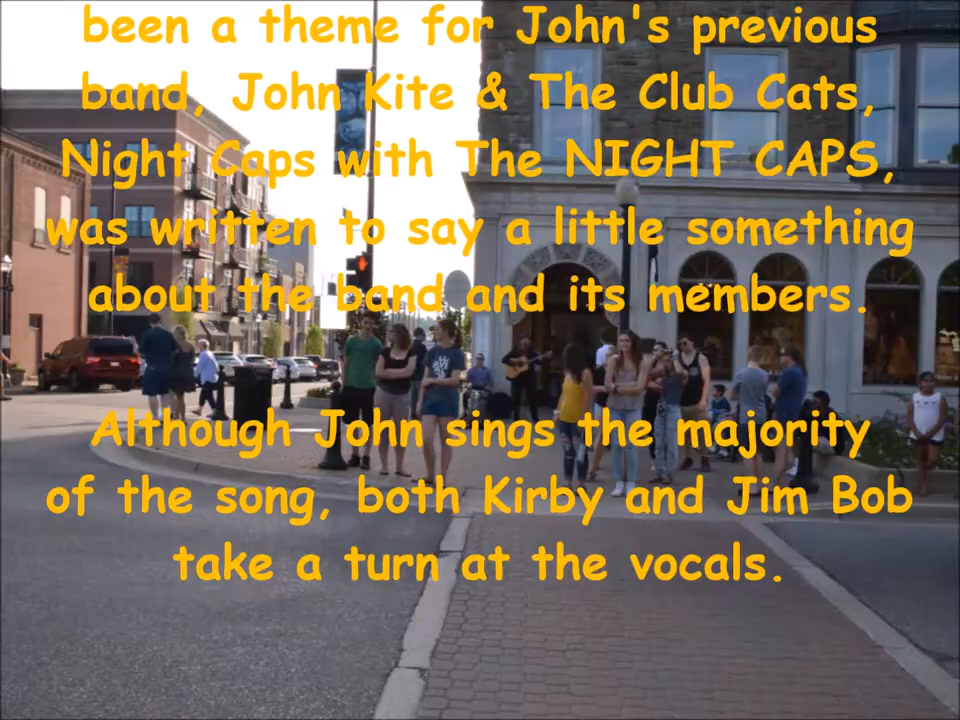 been a theme for John's previous
band, John Kite & The Club Cats,
Night Caps with The NIGHT CAPS,
was written to say a little something
about the band and its members.
Although John sings the majority
of the song, both Kirby and Jim Bob
take a turn at the vocals.